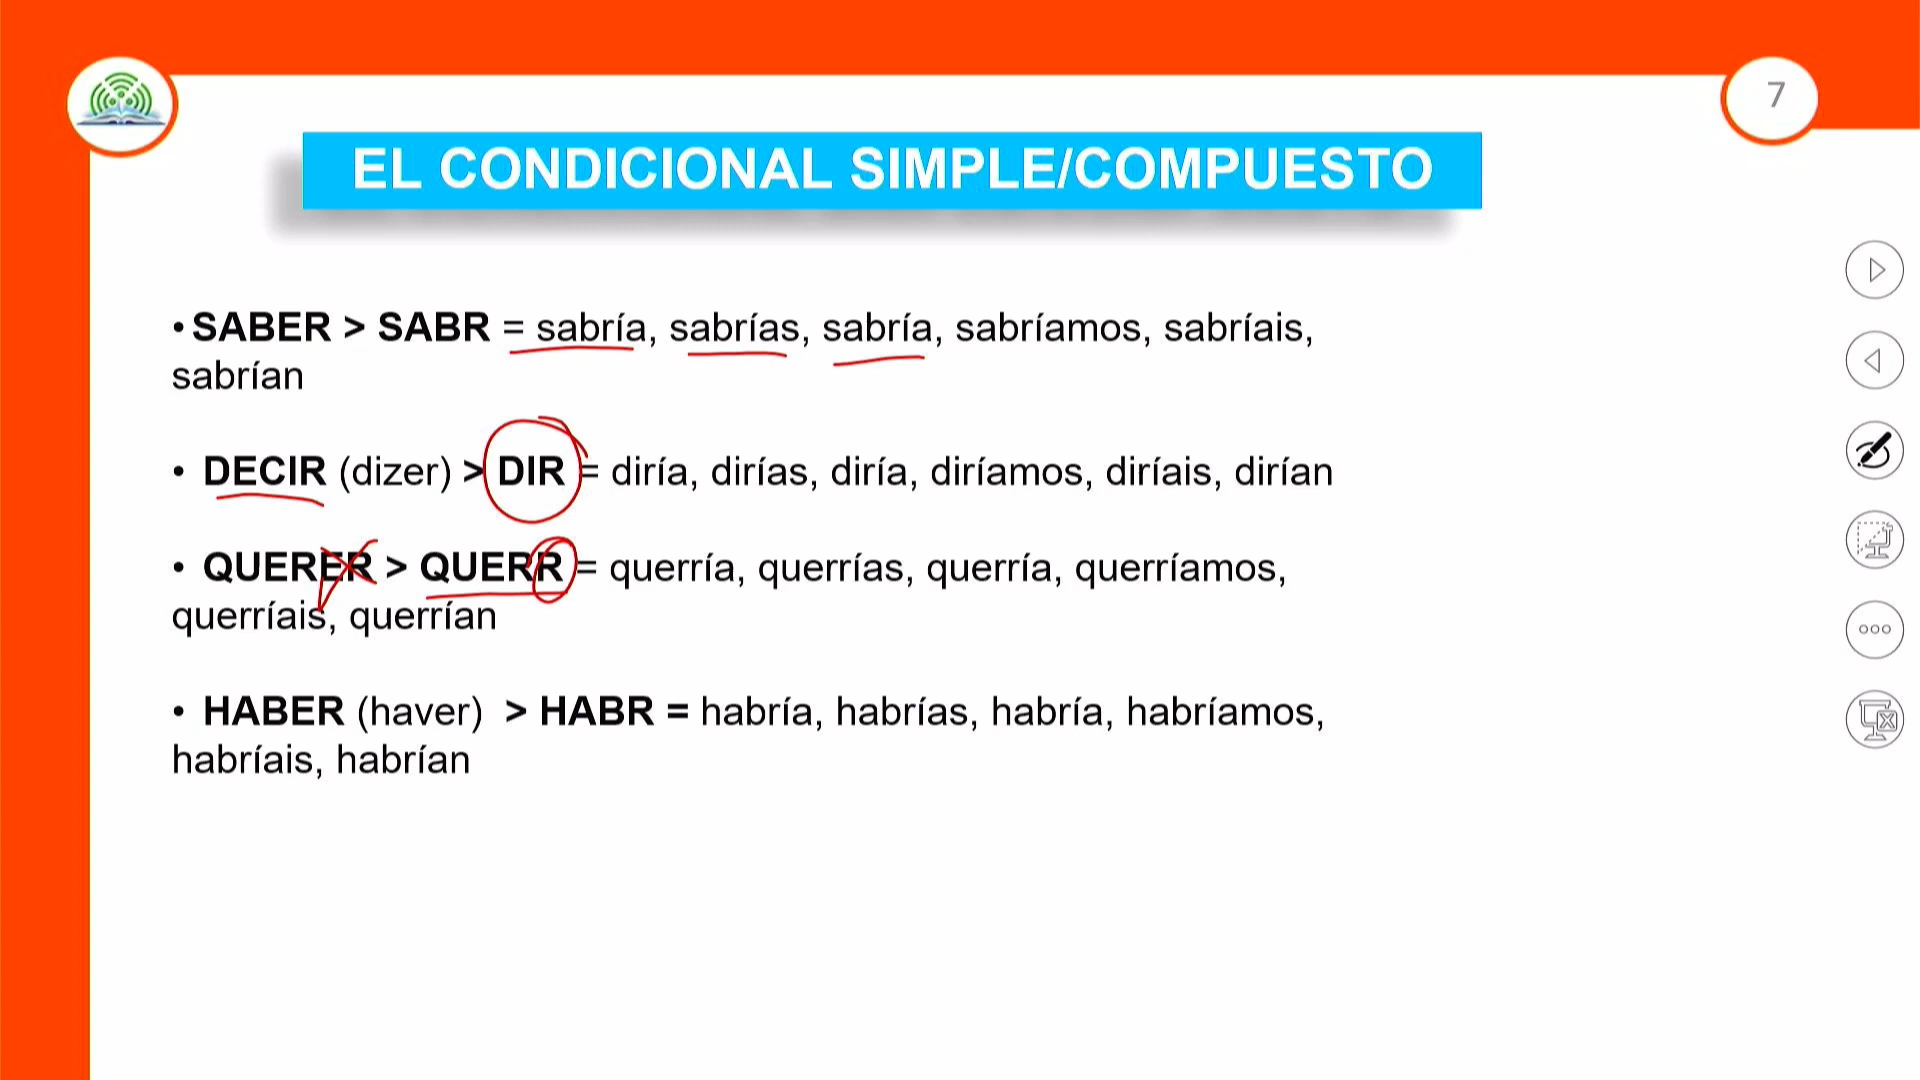 7
EL CONDICIONAL SIMPLE/COMPUESTO
• SABER > SABR = sabría, sabrías, sabría, sabríamos, sabríais,
sabrían
• DECIR (dizer) > DIR = diría, dirías, diría, diríamos, diríais, dirían
• QUERER > QUERR = querría, querrías, querría, querríamos,
querríais, querrían
• HABER (haver) > HABR = habría, habrías, habría, habríamos,
habríais, habrían